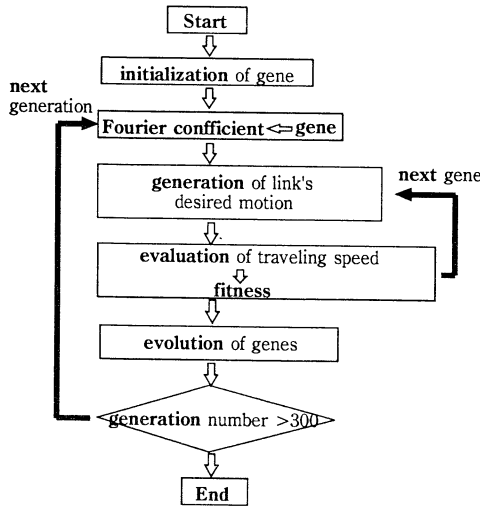 Start
initialization of gene
next
generation
Fourier confficient ⇦ gene
generation of link's
desired motion
next gene
evaluation of traveling speed
fitness
evolution of genes
generation number >300
End